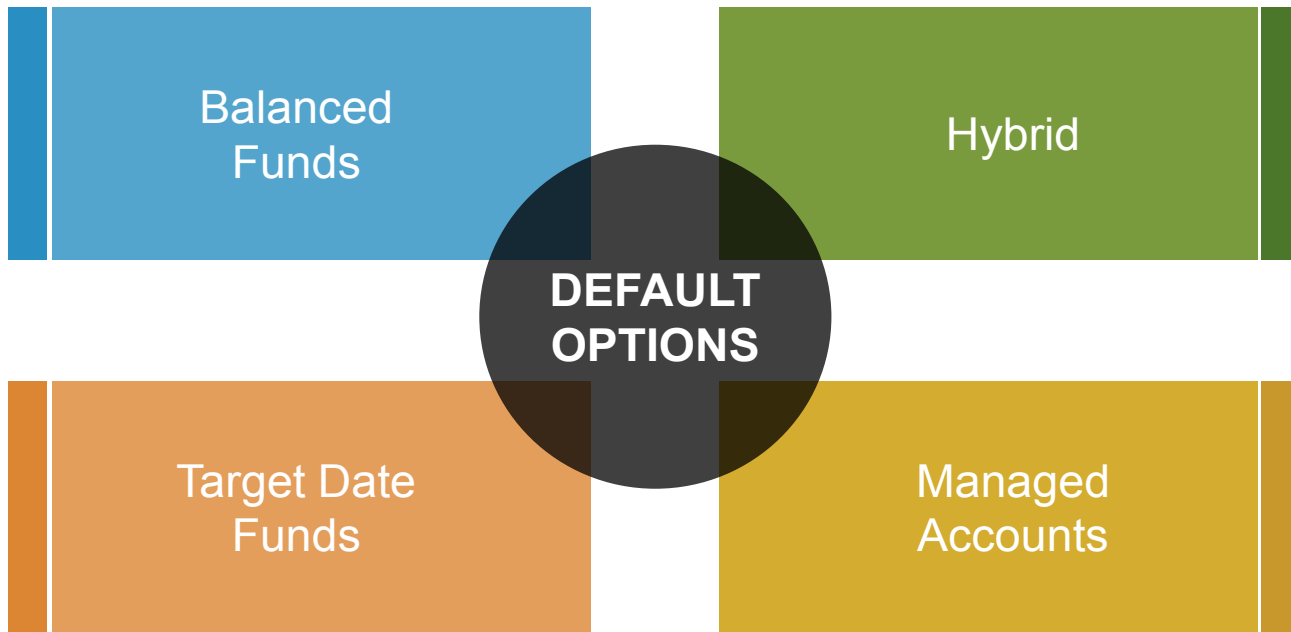 Balanced
Funds
Hybrid
DEFAULT
OPTIONS
Target Date
Funds
Managed
Accounts